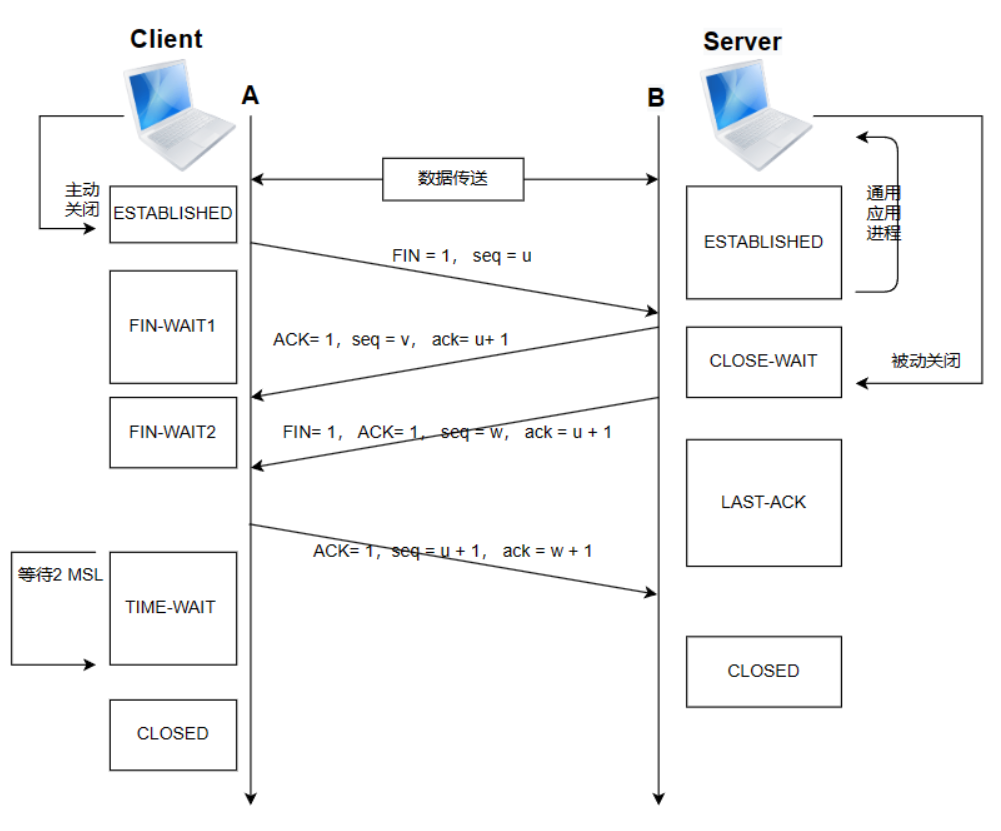 Client
Server
A
B
数据传送
主动
关闭
ESTABLISHED
通用
应用
进程
ESTABLISHED
FIN = 1， seq = u
FIN-WAIT1
ACK= 1， seq = v， ack= u+ 1
CLOSE-WAIT
被动关闭
FIN-WAIT2
FIN= 1， ACK= 1， seq = w， ack = u + 1
LAST-ACK
ACK= 1， seq = u + 1， ack = w + 1
等待2 MSL
TIME-WAIT
CLOSED
CLOSED